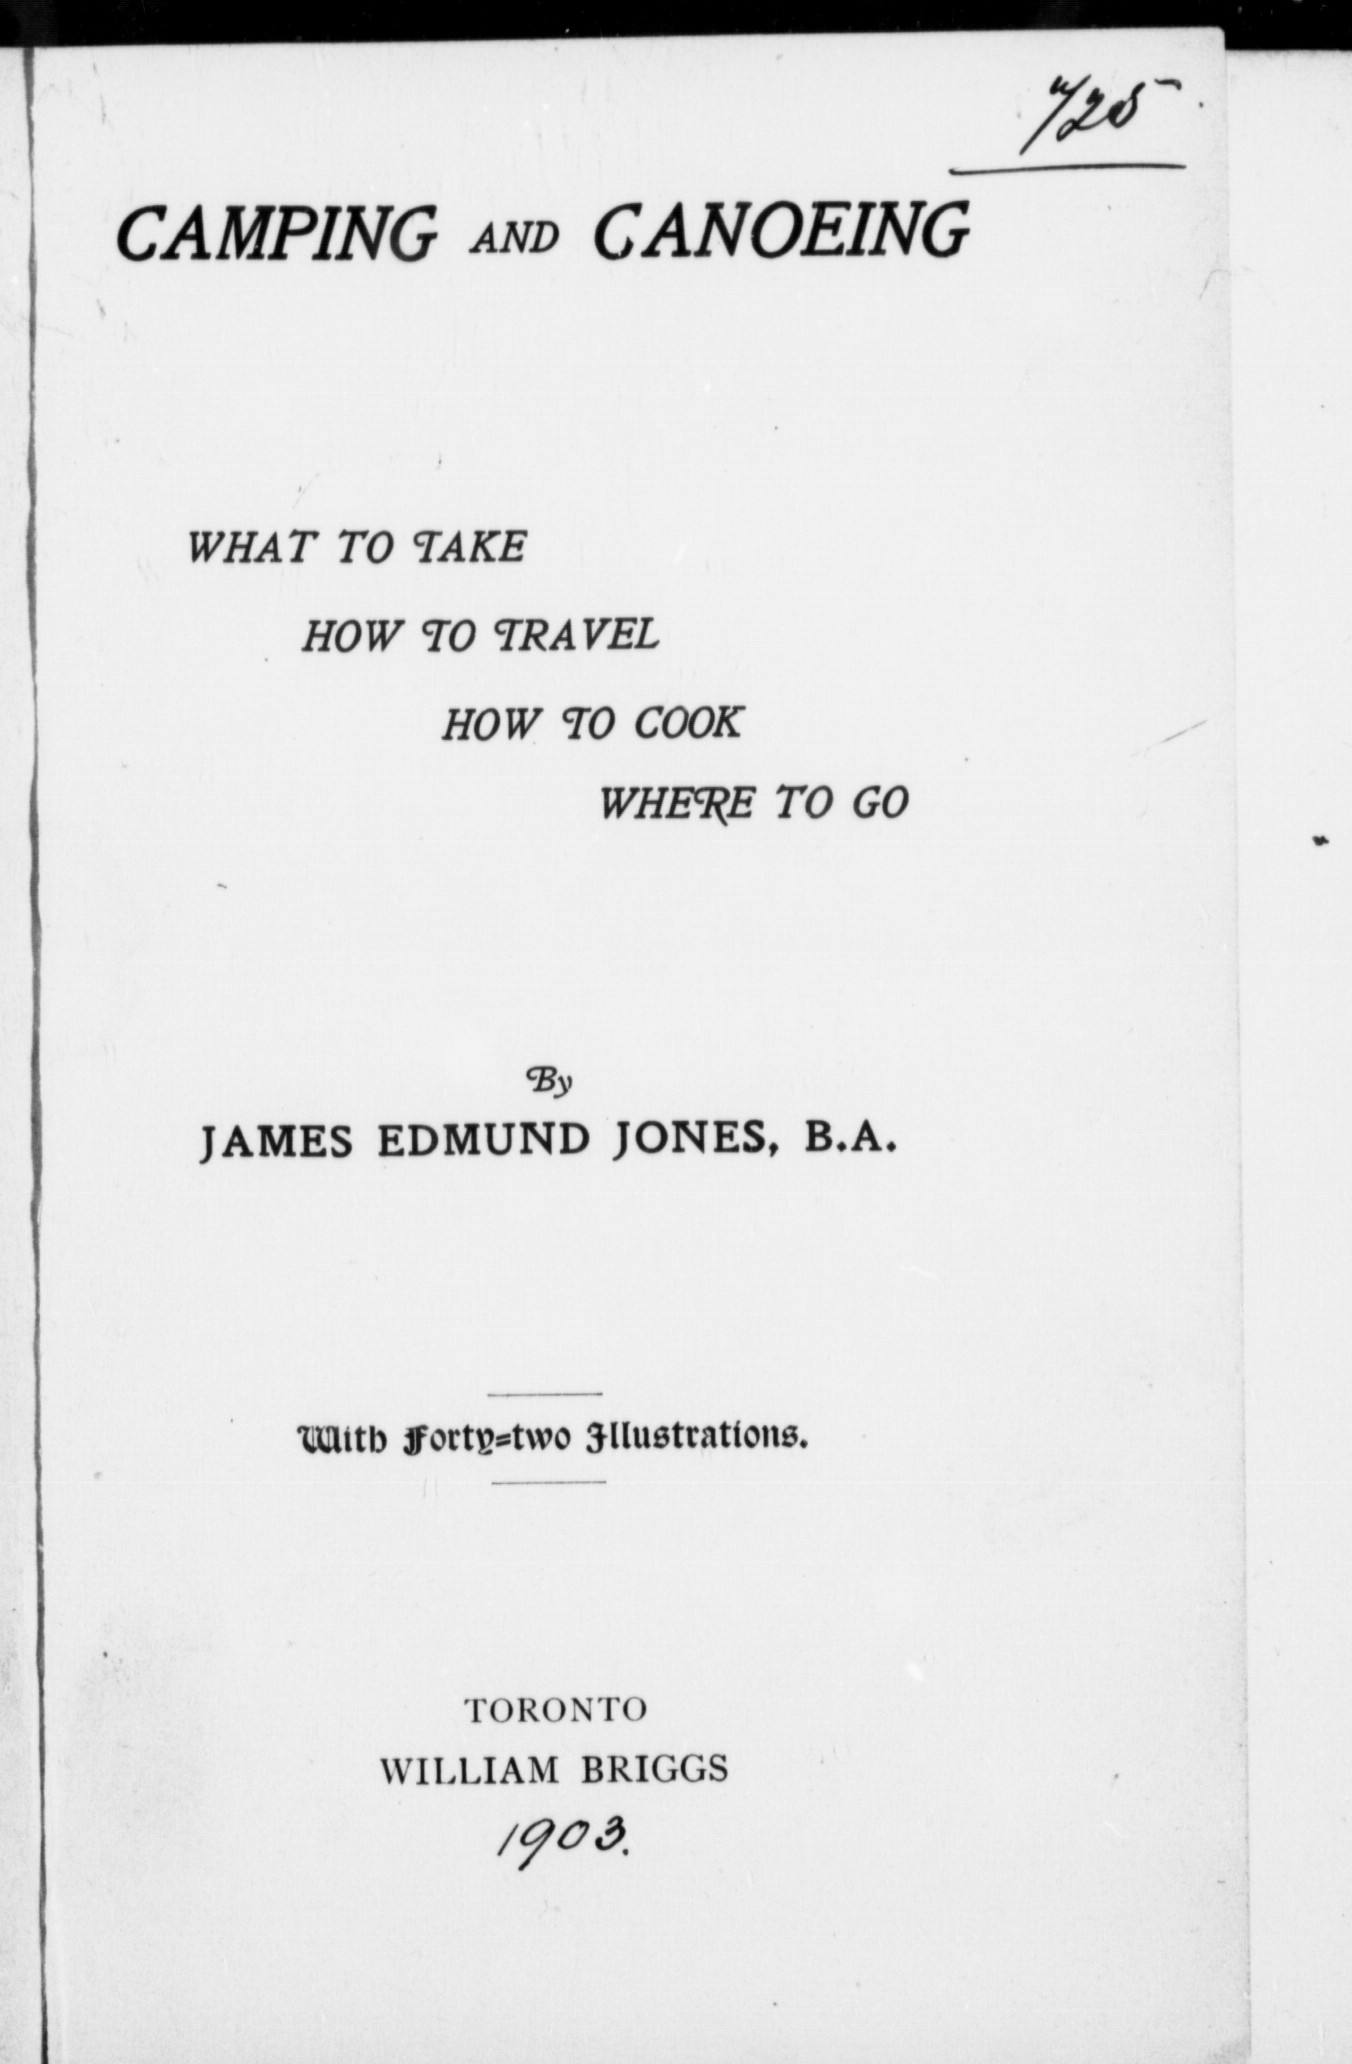 725
CAMPING AND CANOEING
WHAT TO TAKE
HOW TO TRAVEL
HOW TO COOK
WHERE TO GO
By
JAMES EDMUND JONES, B.A.
With Forty=two Illustrations.
TORONTO
WILLIAM BRIGGS
1903.